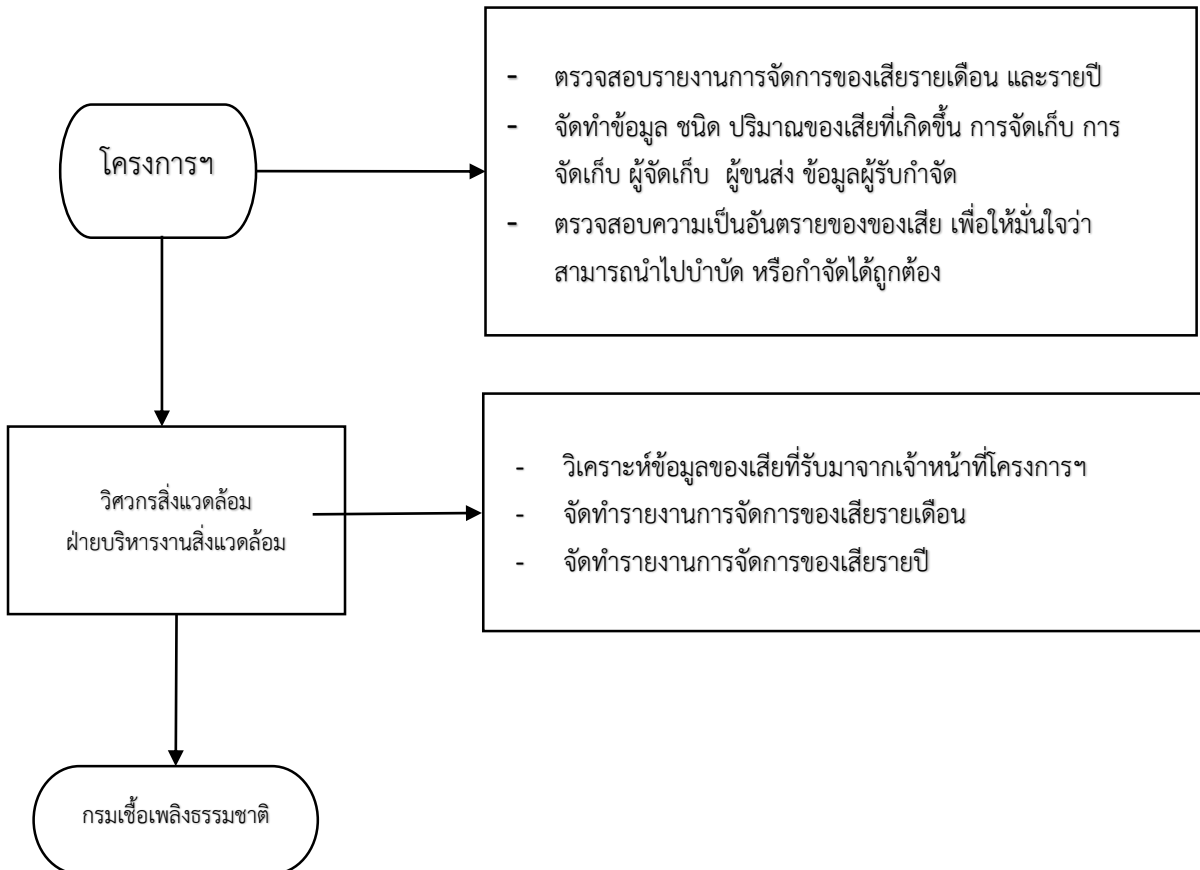 โครงการฯ
- ตรวจสอบรายงานการจัดการของเสียรายเดือน และรายปี
- จัดทำข้อมูล ชนิด ปริมาณของเสียที่เกิดขึ้น การจัดเก็บ การ
จัดเก็บ ผู้จัดเก็บ ผู้ขนส่ง ข้อมูลผู้รับกำจัด
- ตรวจสอบความเป็นอันตรายของของเสีย เพื่อให้มั่นใจว่า
สามารถนำไปบำบัด หรือกำจัดได้ถูกต้อง
วิศวกรสิ่งแวดล้อม
ฝ่ายบริหารงานสิ่งแวดล้อม
- วิเคราะห์ข้อมูลของเสียที่รับมาจากเจ้าหน้าที่โครงการฯ
- จัดทำรายงานการจัดการของเสียรายเดือน
- จัดทำรายงานการจัดการของเสียรายปี
กรมเชื้อเพลิงธรรมชาติ